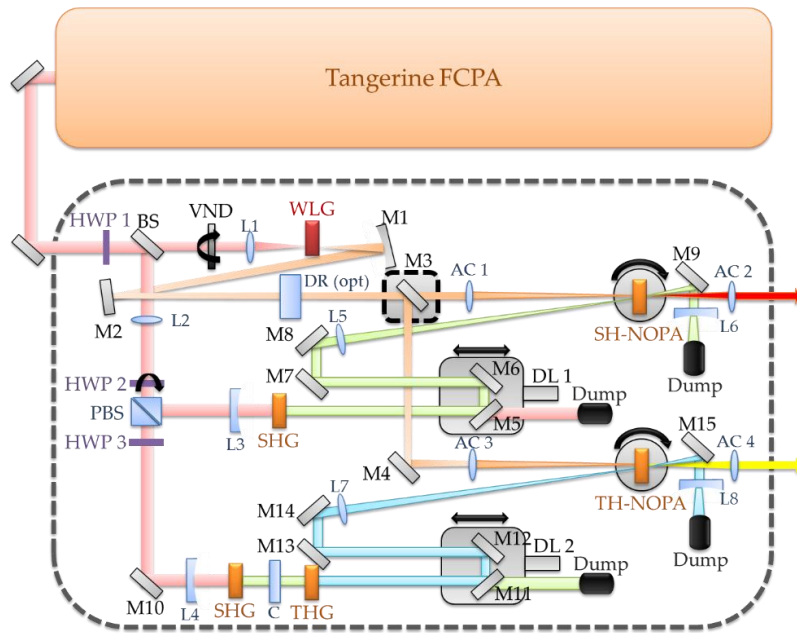 Tangerine FCPA
HWP 1
BS
VND
L1
WLG
M1
M3
DR (opt)
AC 1
M9
AC 2
M2
L2
M8
L5
SH-NOPA
L6
HWP 2
M7
M6
DL 1
Dump
Dump
PBS
L3
SHG
M5
M15
HWP 3
M4
AC 3
AC 4
M14
L7
TH-NOPA
L8
M13
M12
DL 2
Dump
Dump
M10
L4
SHG
C
THG
M11